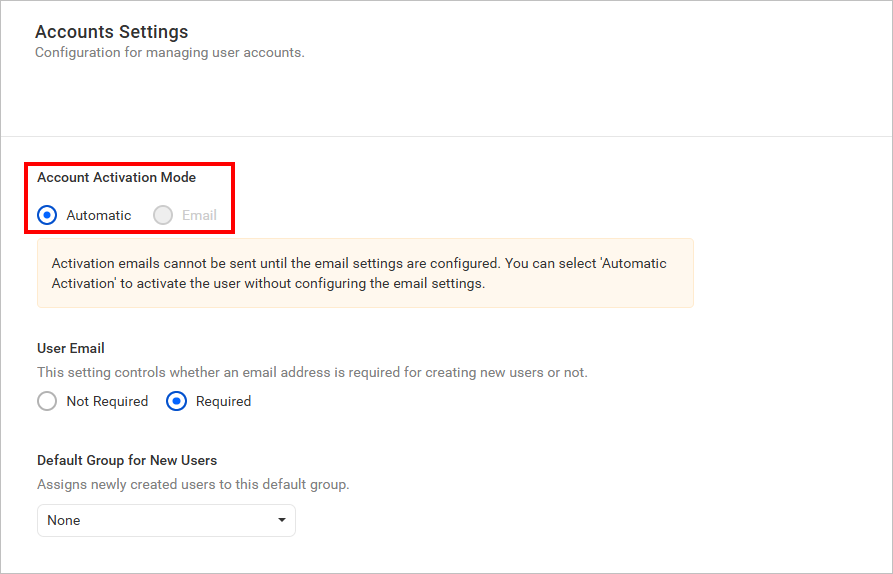 Accounts Settings
Configuration for managing user accounts.
Account Activation Mode
Automatic Email
Activation emails cannot be sent until the email settings are configured. You can select 'Automatic
Activation' to activate the user without configuring the email settings.
User Email
This setting controls whether an email address is required for creating new users or not.
Not Required Required
Default Group for New Users
Assigns newly created users to this default group.
None